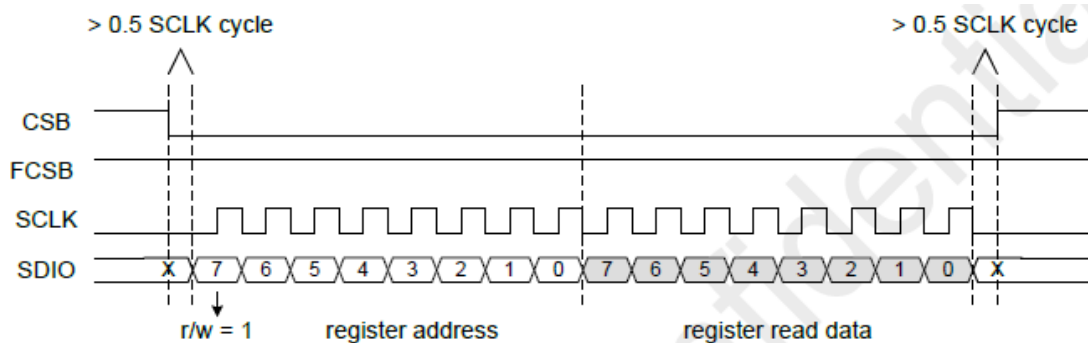 > 0.5 SCLK cycle > 0.5 SCLK cycle
CSB
FCSB
SCLK
SDIO X 7 6 5 4 3 2 1 0 7 6 5 4 3 2 1 0 X
r/w = 1 register address register read data